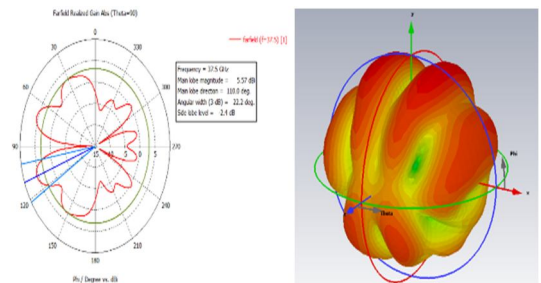 Farfield Realized Gain Abs (Theta=90)
farfield (f=37.5) [1]
0
30
330
60
300
90
270
120
240
150
210
180
15
5
0
5
Frequency = 37.5 GHz
Main lobe magnitude = 5.57 dB
Main lobe direction = 110.0 deg.
Angular width (3 dB) = 22.2 deg.
Side lobe level = -2.4 dB
Phi / Degree vs. dB
y
Phi
x
Theta